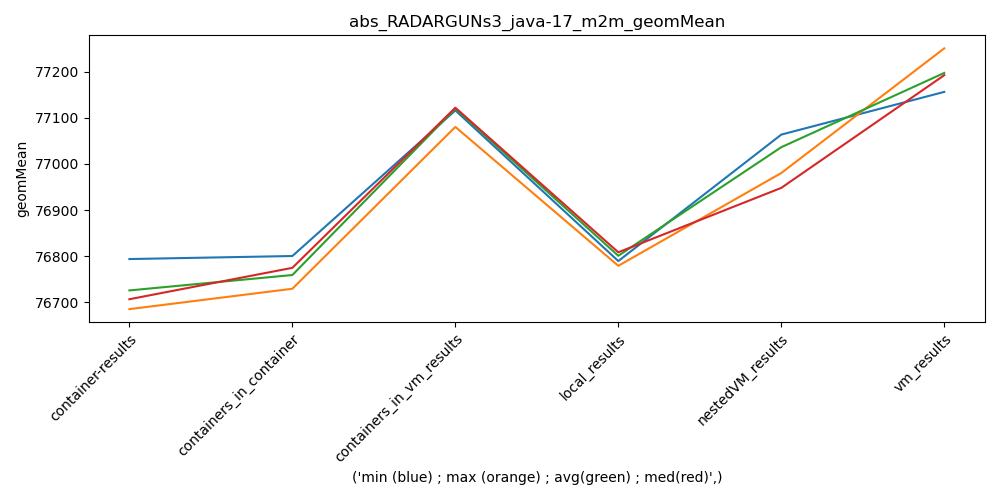 abs_RADARGUNs3_java-17_m2m_geomMean
geomMean
77200
77100
77000
76900
76800
76700
container-results
containers_in_container
containers_in_vm_results
local_results
nestedVM_results
vm_results
('min (blue) ; max (orange) ; avg(green) ; med(red)',)